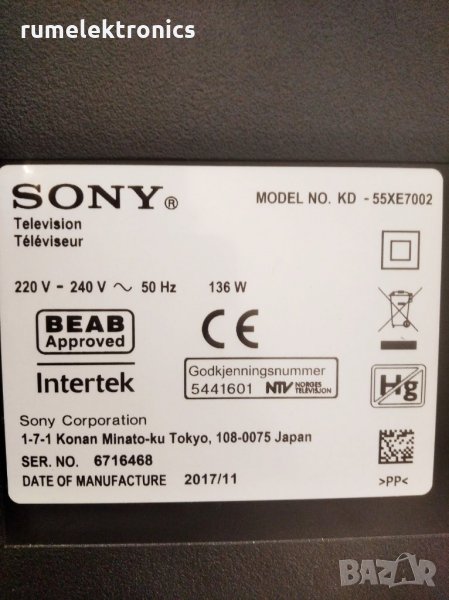 rumelektronics
SONY®
MODEL NO. KD - 55XE7002
Television
Téléviseur
220 V - 240 V ~ 50 Hz 136 W
BEAB
Approved
Intertek
CE
Godkjenningsnummer
5441601 NTV NORGES TELEVISJON
Hg
Sony Corporation
1-7-1 Konan Minato-ku Tokyo, 108-0075 Japan
SER. NO. 6716468
DATE OF MANUFACTURE 2017/11
>PP<
BAZAR